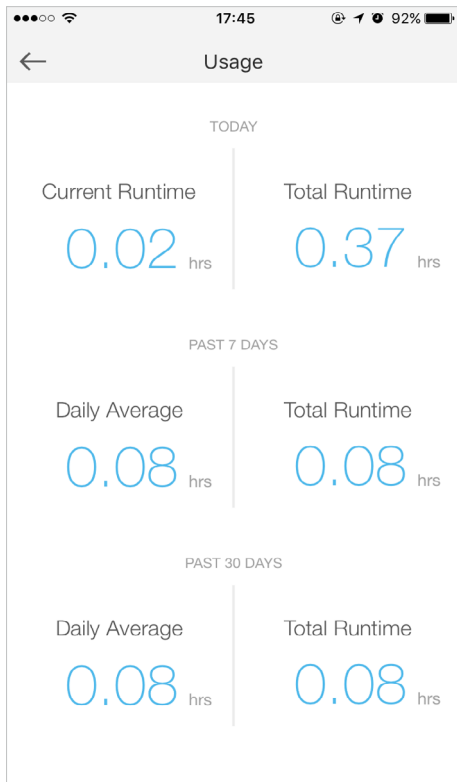 17:45 92%
Usage
TODAY
Current Runtime Total Runtime
0.02 hrs 0.37 hrs
PAST 7 DAYS
Daily Average Total Runtime
0.08 hrs 0.08 hrs
PAST 30 DAYS
Daily Average Total Runtime
0.08 hrs 0.08 hrs